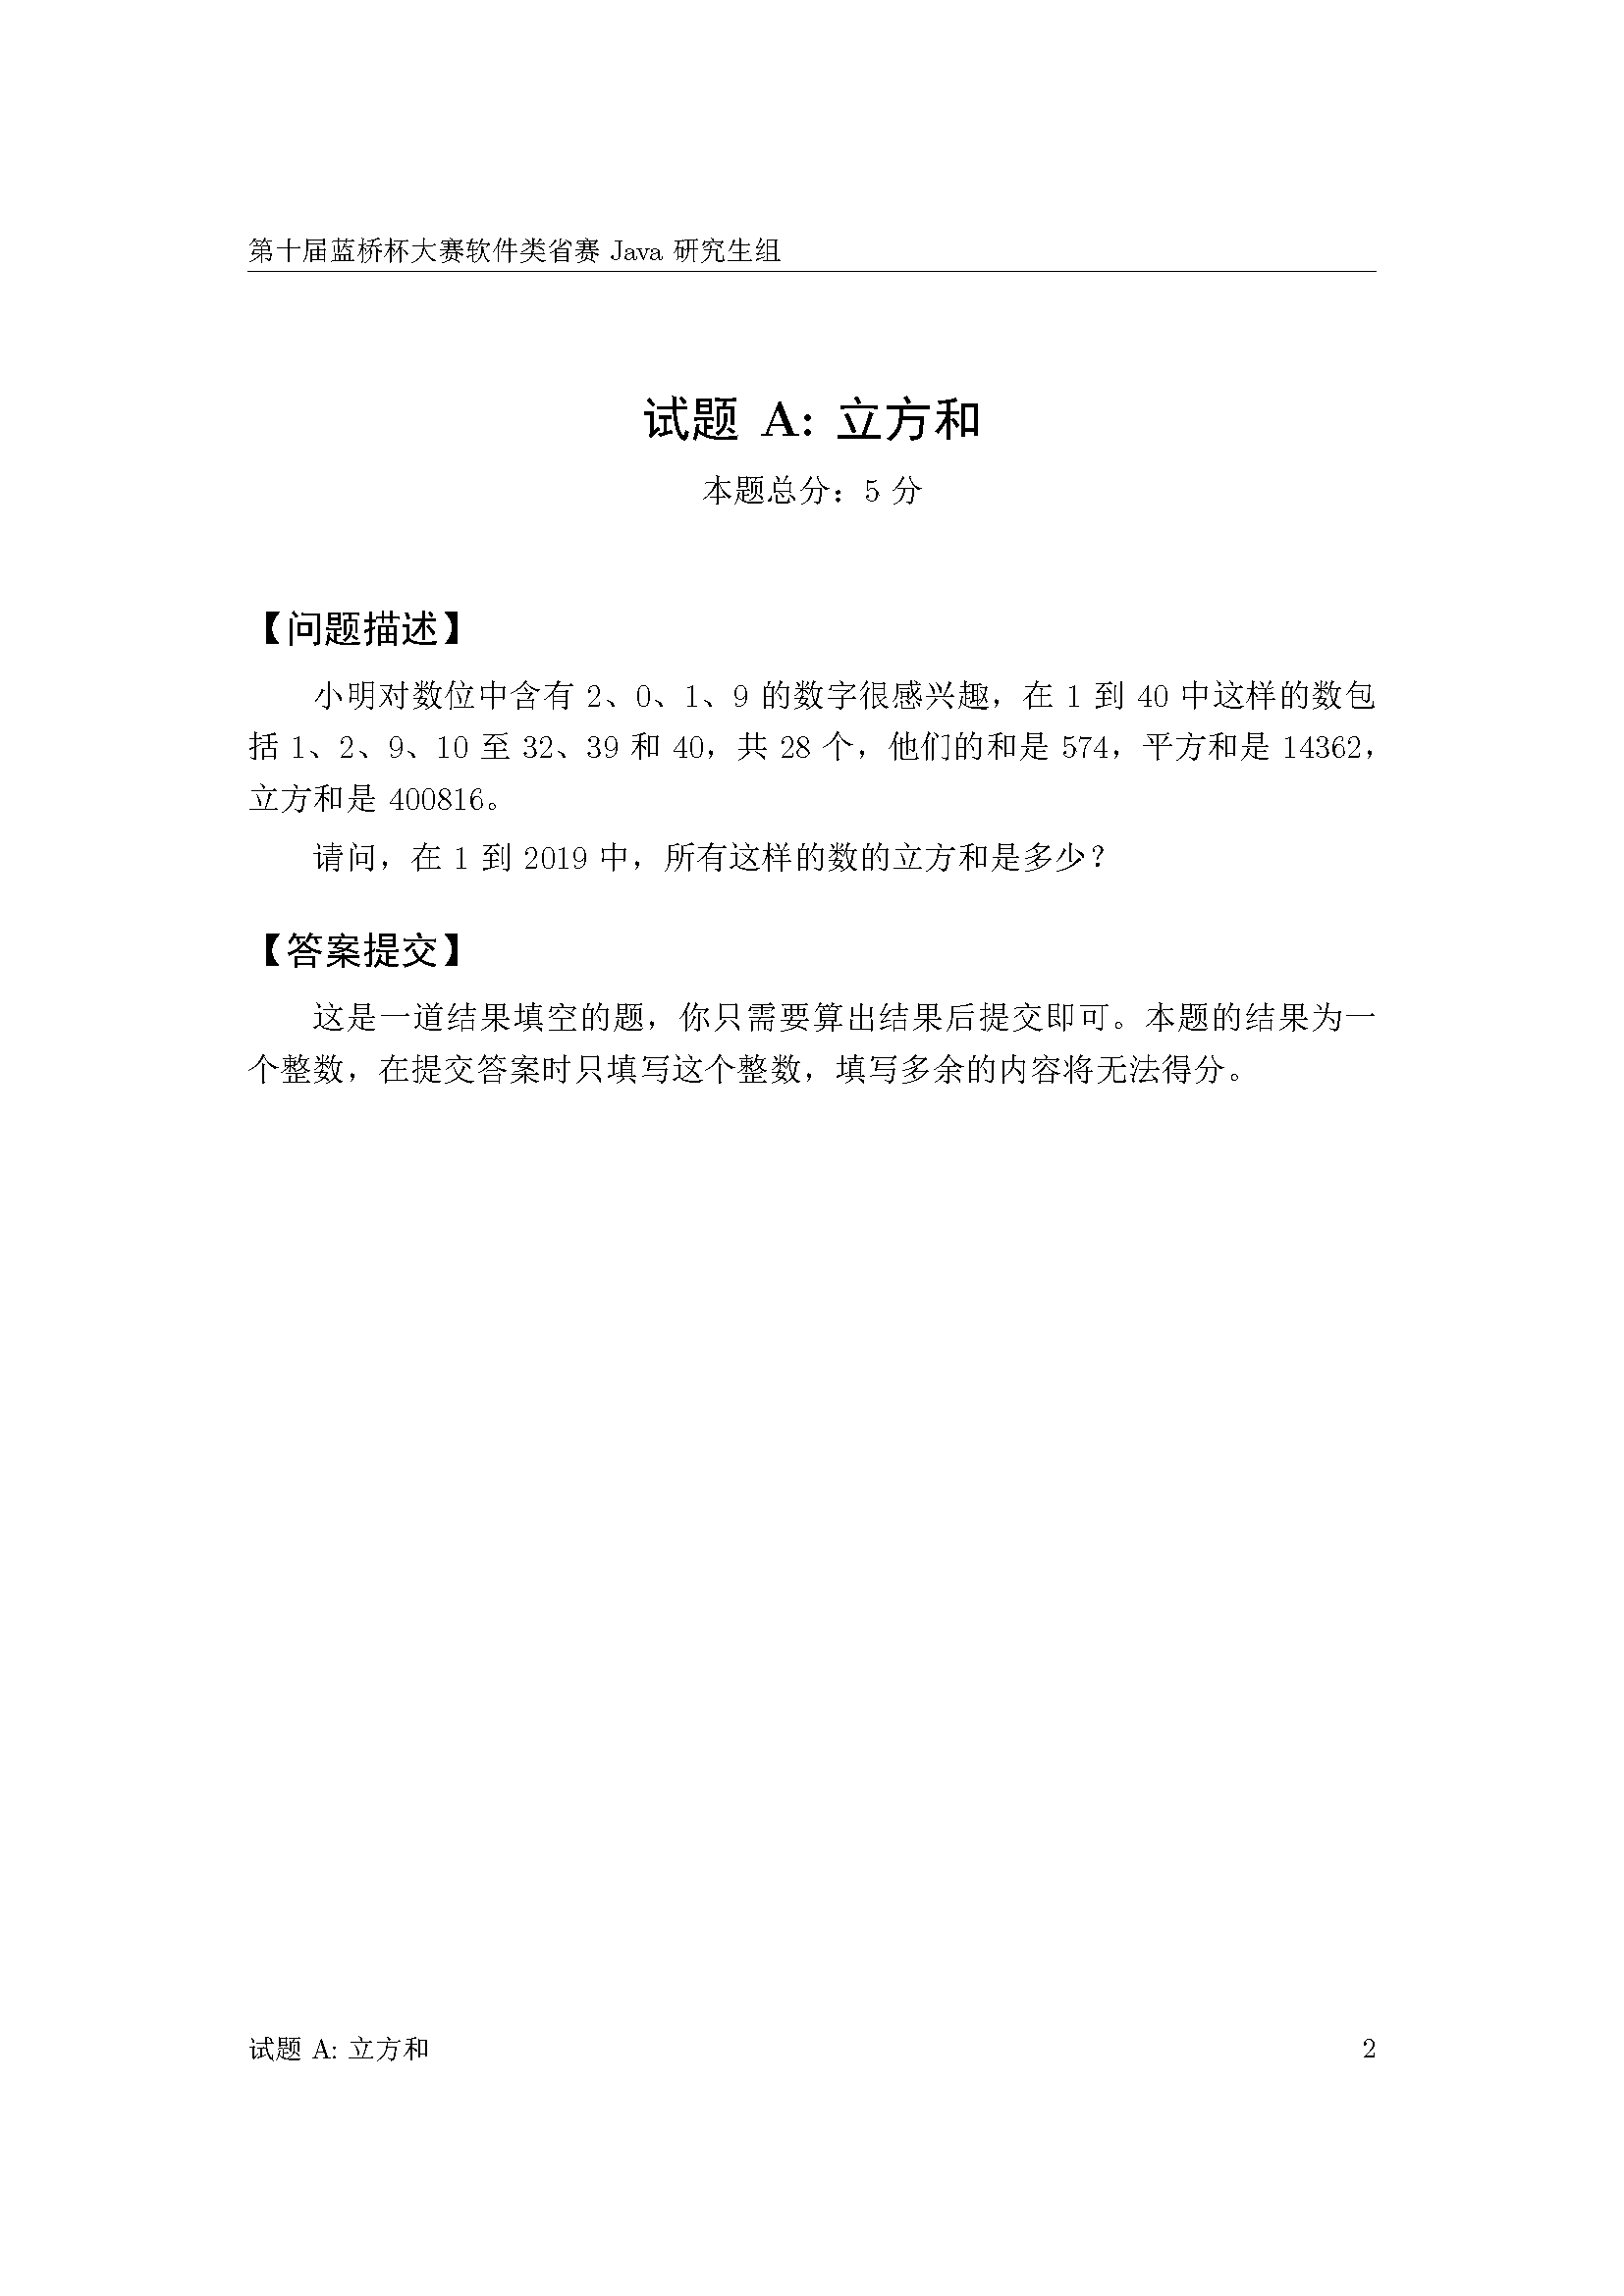 第十届蓝桥杯大赛软件类省赛 Java 研究生组
试题 A: 立方和
本题总分：5 分
【问题描述】
小明对数位中含有 2、0、1、9 的数字很感兴趣，在 1 到 40 中这样的数包
括 1、2、9、10 至 32、39 和 40，共 28 个，他们的和是 574，平方和是 14362，
立方和是 400816。
请问，在 1 到 2019 中，所有这样的数的立方和是多少？
【答案提交】
这是一道结果填空的题，你只需要算出结果后提交即可。本题的结果为一
个整数，在提交答案时只填写这个整数，填写多余的内容将无法得分。
试题 A: 立方和 2